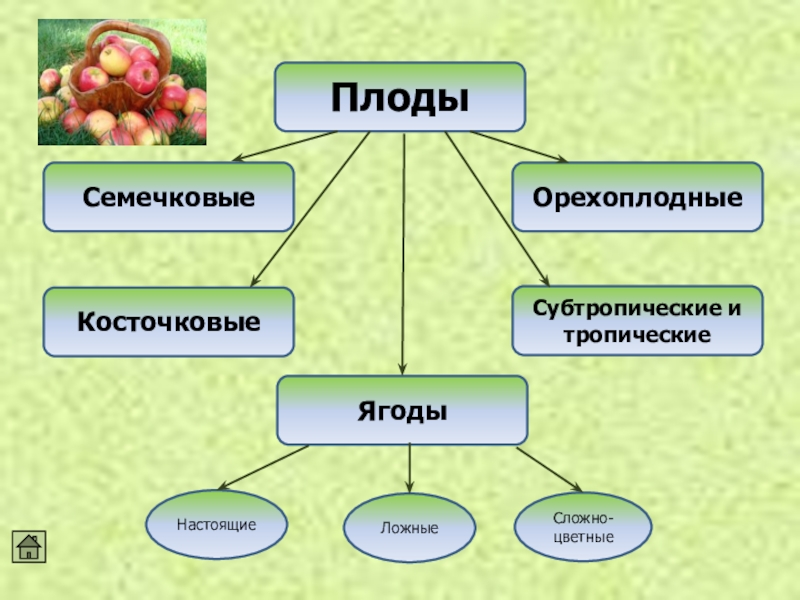 Плоды
Семечковые
Орехоплодные
Косточковые
Субтропические и
тропические
Ягоды
Настоящие
Ложные
Сложно-
цветные